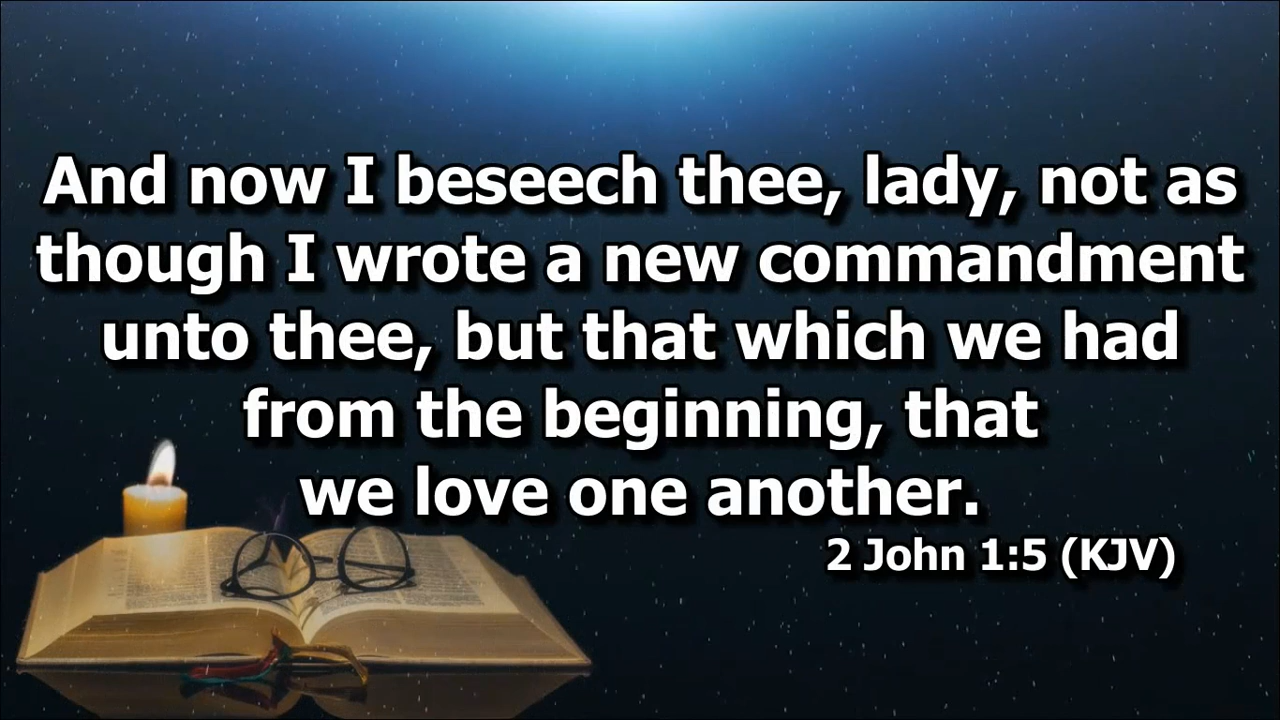 And now I beseech thee, lady, not as
though I wrote a new commandment
unto thee, but that which we had
from the beginning, that
we love one another.
2 John 1:5 (KJV)